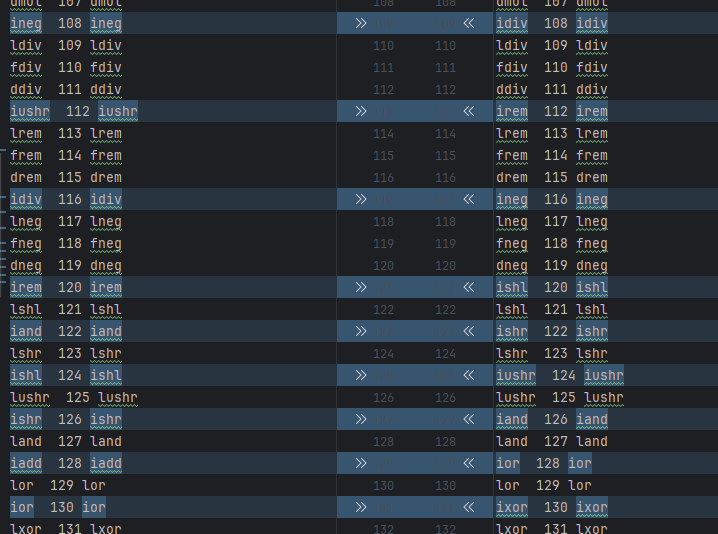 dmul 107 dmul 108 108 dmul 107 dmul
ineg 108 ineg » « idiv 108 idiv
ldiv 109 ldiv 110 110 ldiv 109 ldiv
fdiv 110 fdiv 111 111 fdiv 110 fdiv
ddiv 111 ddiv 112 112 ddiv 111 ddiv
iushr 112 iushr » « irem 112 irem
lrem 113 lrem 114 114 lrem 113 lrem
frem 114 frem 115 115 frem 114 frem
drem 115 drem 116 116 drem 115 drem
idiv 116 idiv » « ineg 116 ineg
lneg 117 lneg 118 118 lneg 117 lneg
fneg 118 fneg 119 119 fneg 118 fneg
dneg 119 dneg 120 120 dneg 119 dneg
irem 120 irem » « ishl 120 ishl
lshl 121 lshl 122 122 lshl 121 lshl
iand 122 iand » « ishr 122 ishr
lshr 123 lshr 124 124 lshr 123 lshr
ishl 124 ishl » « iushr 124 iushr
lushr 125 lushr 126 126 lushr 125 lushr
ishr 126 ishr » « iand 126 iand
land 127 land 128 128 land 127 land
iadd 128 iadd » « ior 128 ior
lor 129 lor 130 130 lor 129 lor
ior 130 ior » « ixor 130 ixor
lxor 131 lxor 132 132 lxor 131 lxor